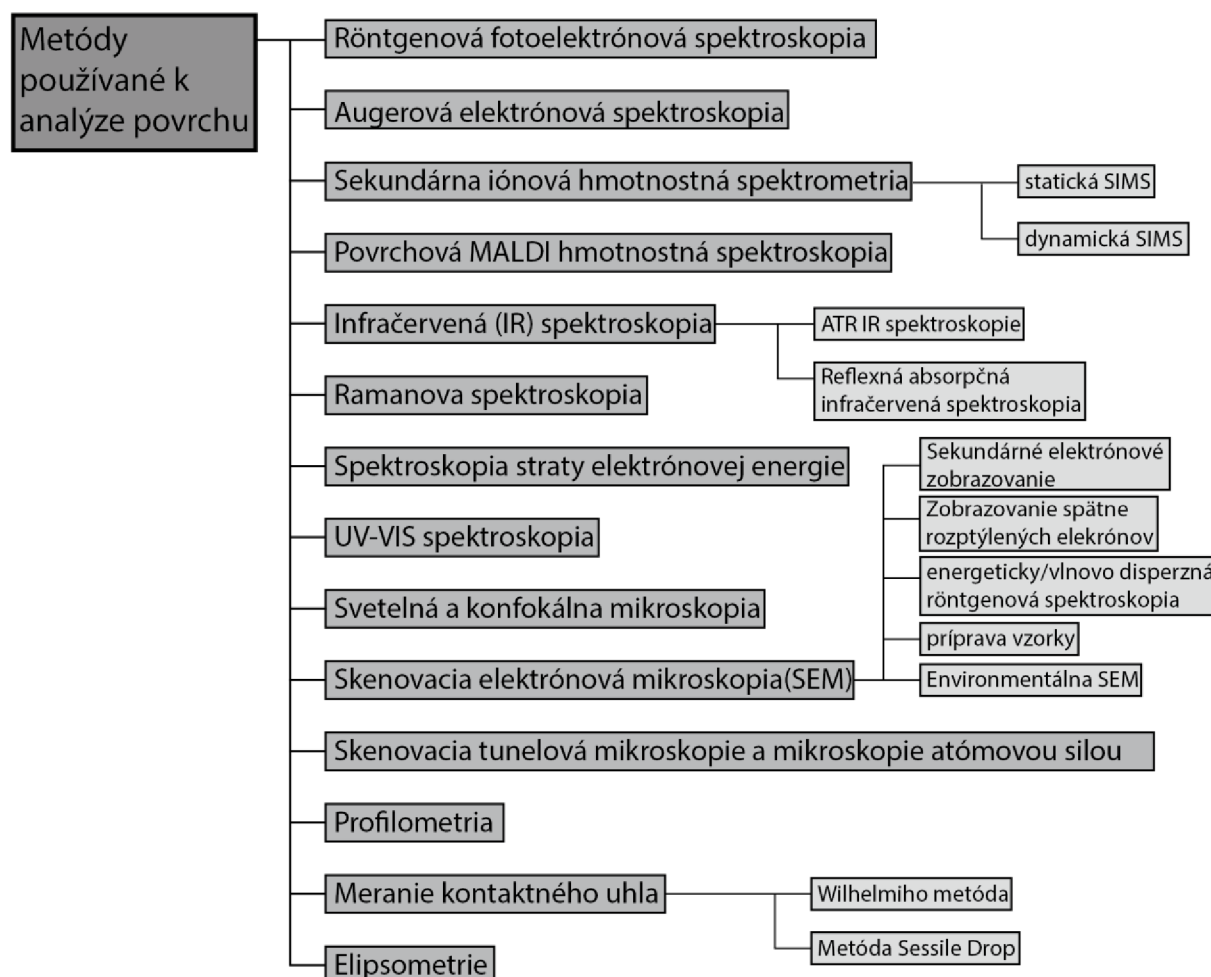 Metódy
používané k
analýze povrchu
Röntgenová fotoelektrónová spektroskopia
Augerová elektrónová spektroskopia
Sekundárna iónová hmotnostná spektrometria
statická SIMS
dynamická SIMS
Povrchová MALDI hmotnostná spektroskopia
Infračervená (IR) spektroskopia
ATR IR spektroskopie
Reflexná absorpčná
infračervená spektroskopia
Ramanova spektroskopia
Spektroskopia straty elektrónovej energie
UV-VIS spektroskopia
Svetelná a konfokálna mikroskopia
Skenovacia elektrónová mikroskopia(SEM)
Sekundárné elektrónové
zobrazovanie
Zobrazovanie spätne
rozptýlených elekrónov
energeticky/vlnovo disperzná
röntgenová spektroskopia
príprava vzorky
Environmentálna SEM
Skenovacia tunelová mikroskopie a mikroskopie atómovou silou
Profilometria
Meranie kontaktného uhla
Wilhelmiho metóda
Metóda Sessile Drop
Elipsometrie